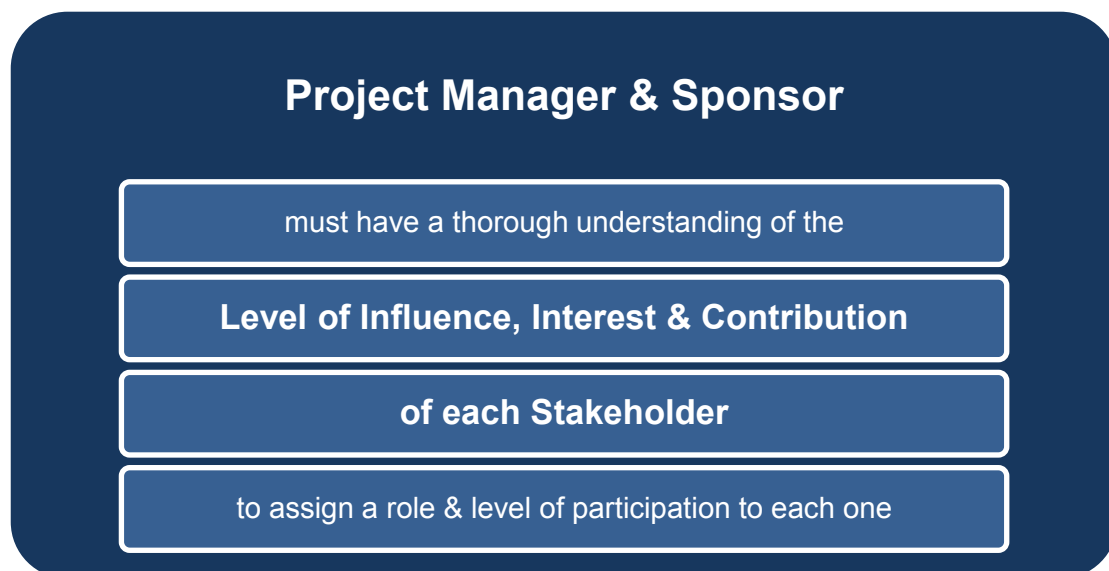 Project Manager & Sponsor
must have a thorough understanding of the
Level of Influence, Interest & Contribution
of each Stakeholder
to assign a role & level of participation to each one